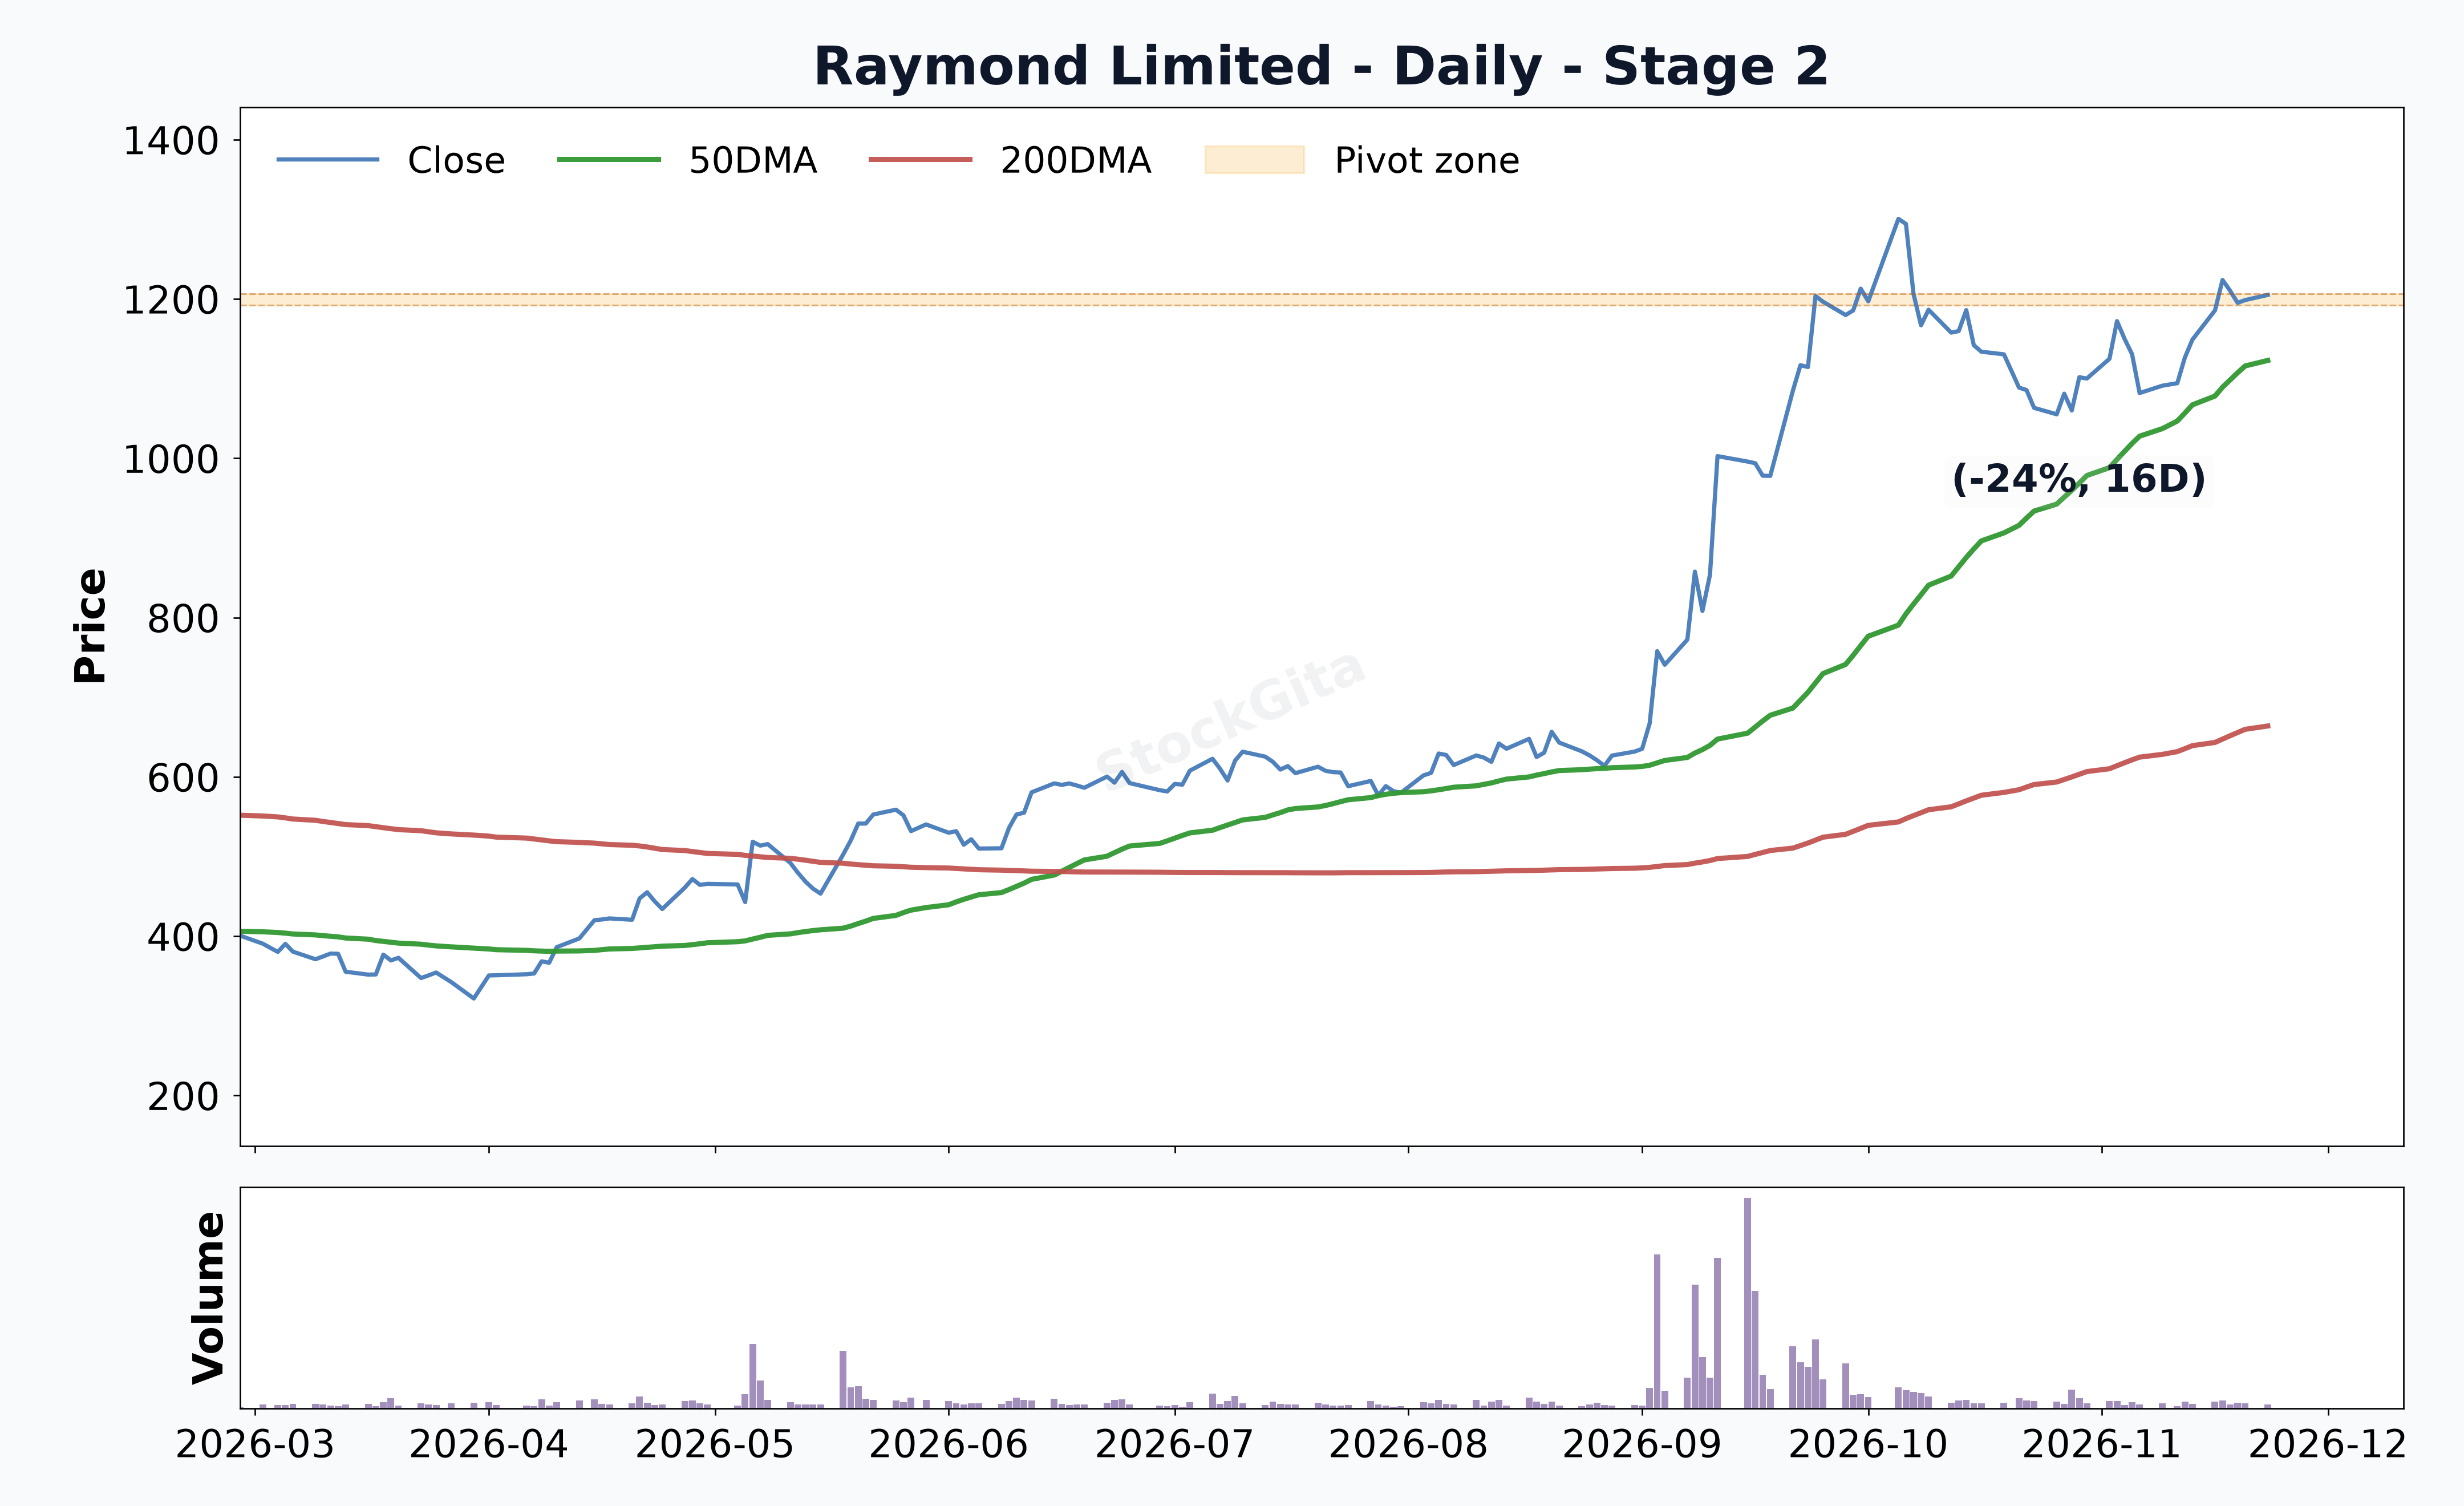 Raymond Limited - Daily - Stage 2
Close 50DMA 200DMA Pivot zone
1400
1200
1000
800
600
400
200
Price
(-24%, 16D)
StockGita
Volume
2026-03 2026-04 2026-05 2026-06 2026-07 2026-08 2026-09 2026-10 2026-11 2026-12